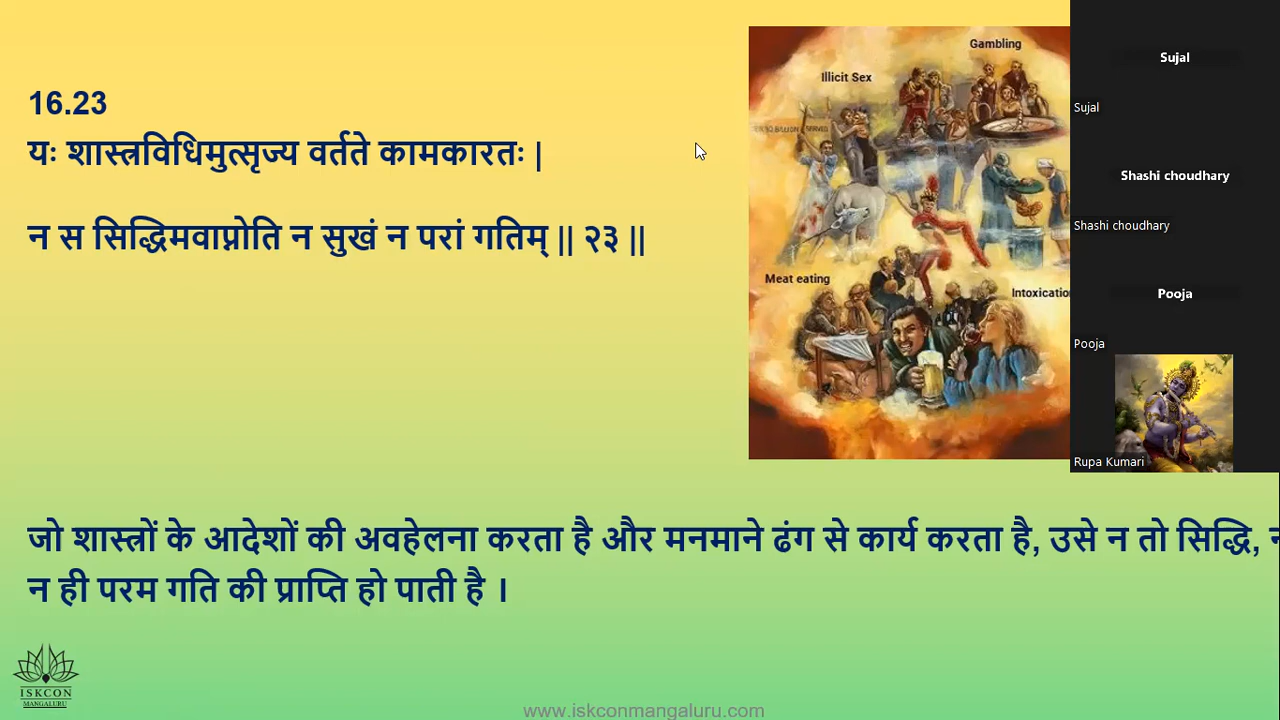 16.23
यः शास्त्रविधिमुत्सृज्य वर्तते कामकारतः |
न स सिद्धिमवाप्नोति न सुखं न परां गतिम् || २३ ||
Gambling
Illicit Sex
BILLION SERVED
Meat eating
Intoxication
जो शास्त्रों के आदेशों की अवहेलना करता है और मनमाने ढंग से कार्य करता है, उसे न तो सिद्धि,
न ही परम गति की प्राप्ति हो पाती है ।
ISKCON
MANGALURU
www.iskconmangaluru.com
Sujal
Sujal
Shashi choudhary
Shashi choudhary
Pooja
Pooja
Rupa Kumari